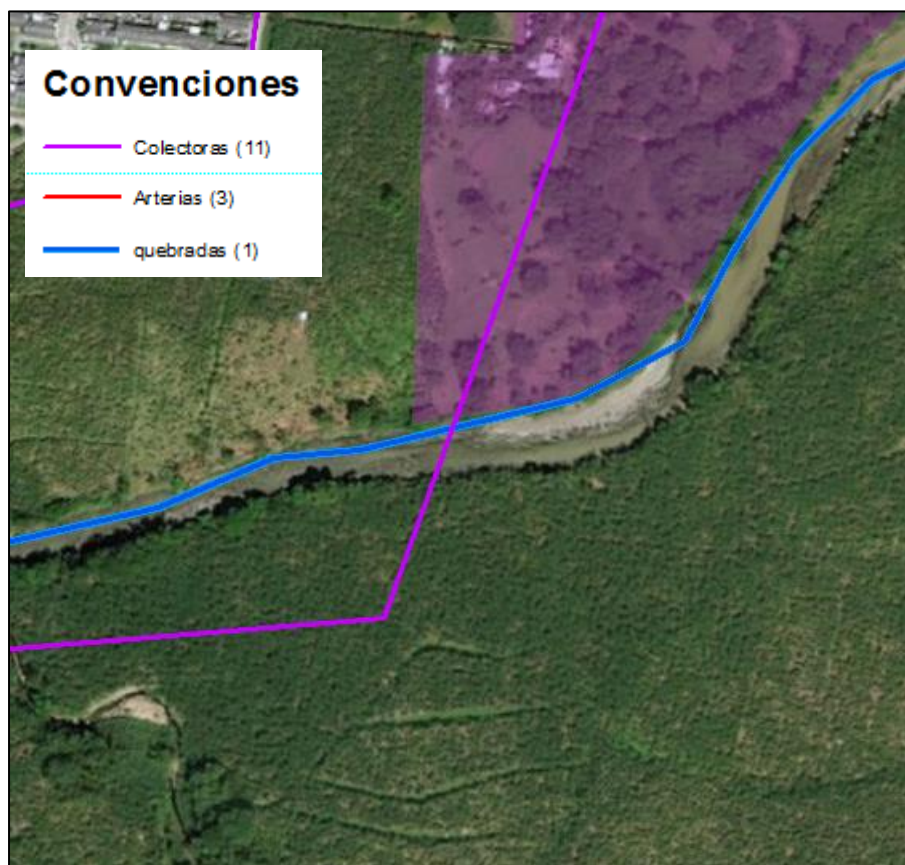 Convenciones
Colectoras (11)
Arterias (3)
quebradas (1)